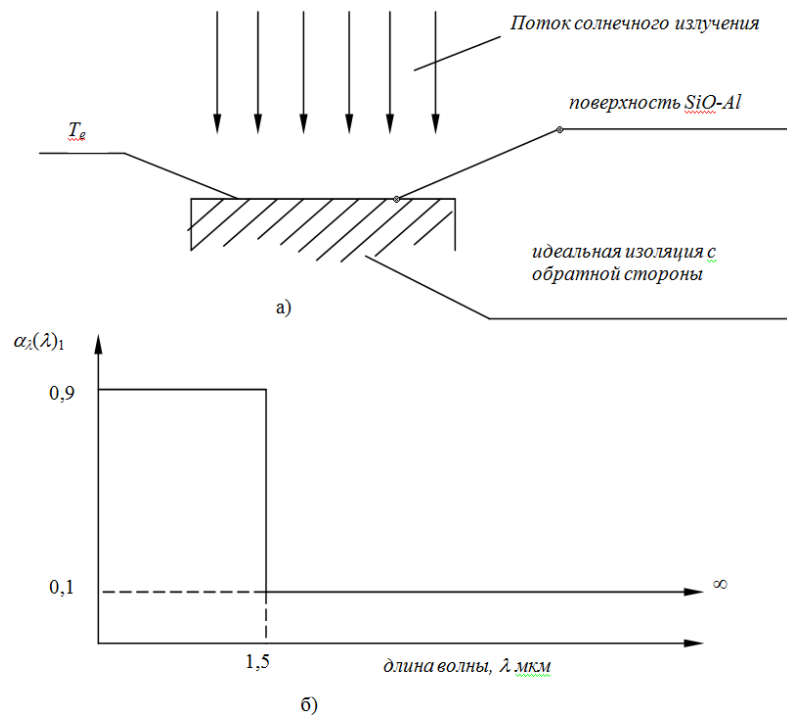 Поток солнечного излучения
поверхность SiO-Al
Tₑ
идеальная изоляция с
обратной стороны
а)
αλ(λ)₁
0,9
0,1
∞
1,5
длина волны, λ мкм
б)